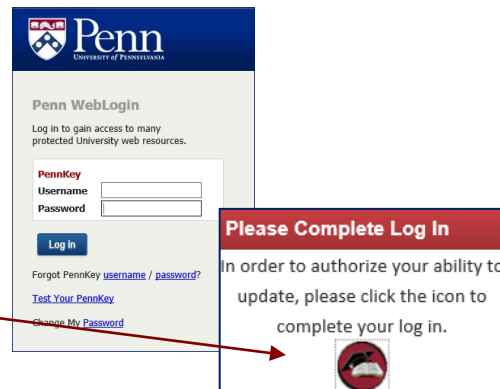 Penn
UNIVERSITY of PENNSYLVANIA
Penn WebLogin
Log in to gain access to many
protected University web resources.
PennKey
Username
Password
Log in
Forgot PennKey username / password?
Test Your PennKey
Change My Password
Please Complete Log In
In order to authorize your ability to
update, please click the icon to
complete your log in.